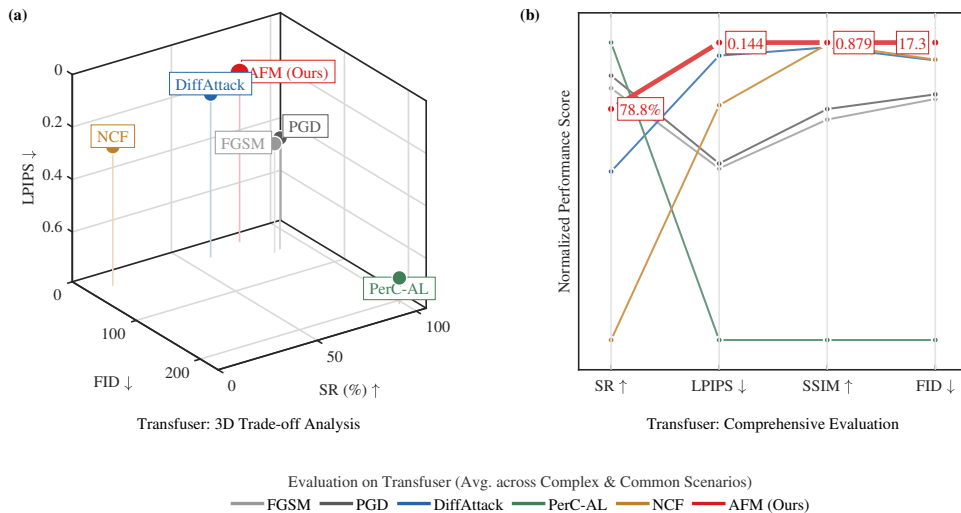 (a)
0
0.2
0.4
0.6
0
LPIPS ↓
NCF
DiffAttack
AFM (Ours)
FGSM
PGD
PerC-AL
100
200
FID ↓
0
50
100
SR (%) ↑
Transfuser: 3D Trade-off Analysis
(b)
Normalized Performance Score
78.8%
0.144
0.879
17.3
SR ↑
LPIPS ↓
SSIM ↑
FID ↓
Transfuser: Comprehensive Evaluation
Evaluation on Transfuser (Avg. across Complex & Common Scenarios)
FGSM PGD DiffAttack PerC-AL NCF AFM (Ours)